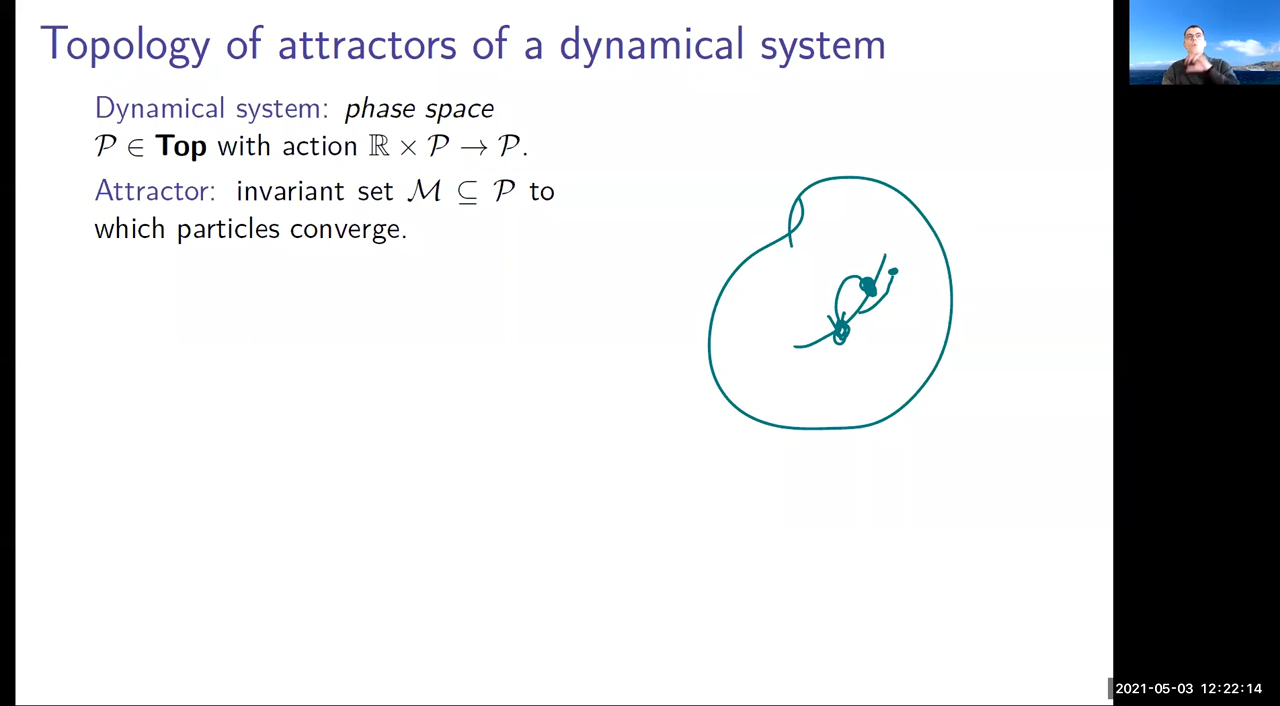 Topology of attractors of a dynamical system
Dynamical system: phase space
𝒫 ∈ Top with action ℝ × 𝒫 → 𝒫.
Attractor: invariant set ℳ ⊆ 𝒫 to
which particles converge.
2021-05-03 12:22:14